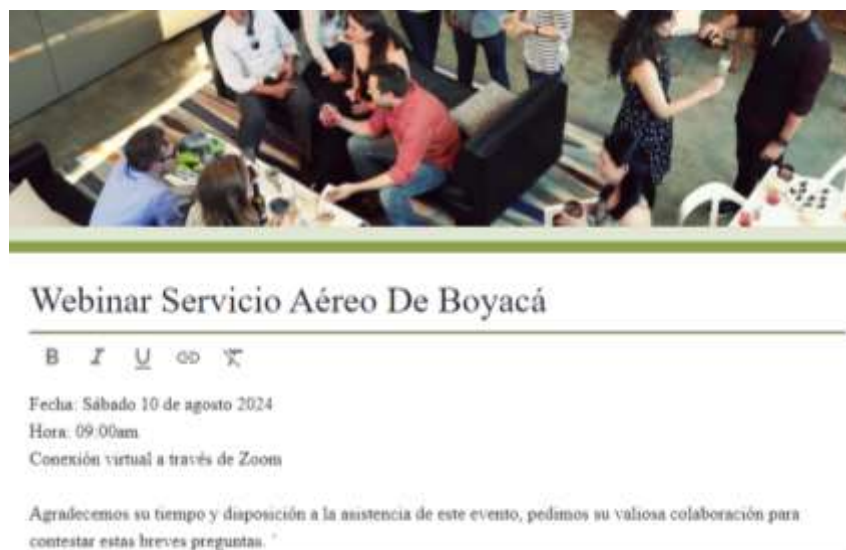 Webinar Servicio Aéreo De Boyacá
B I U
Fecha: Sábado 10 de agosto 2024
Hora: 09:00am
Conexión virtual a través de Zoom
Agradecemos su tiempo y disposición a la asistencia de este evento, pedimos su valiosa colaboración para
contestar estas breves preguntas.